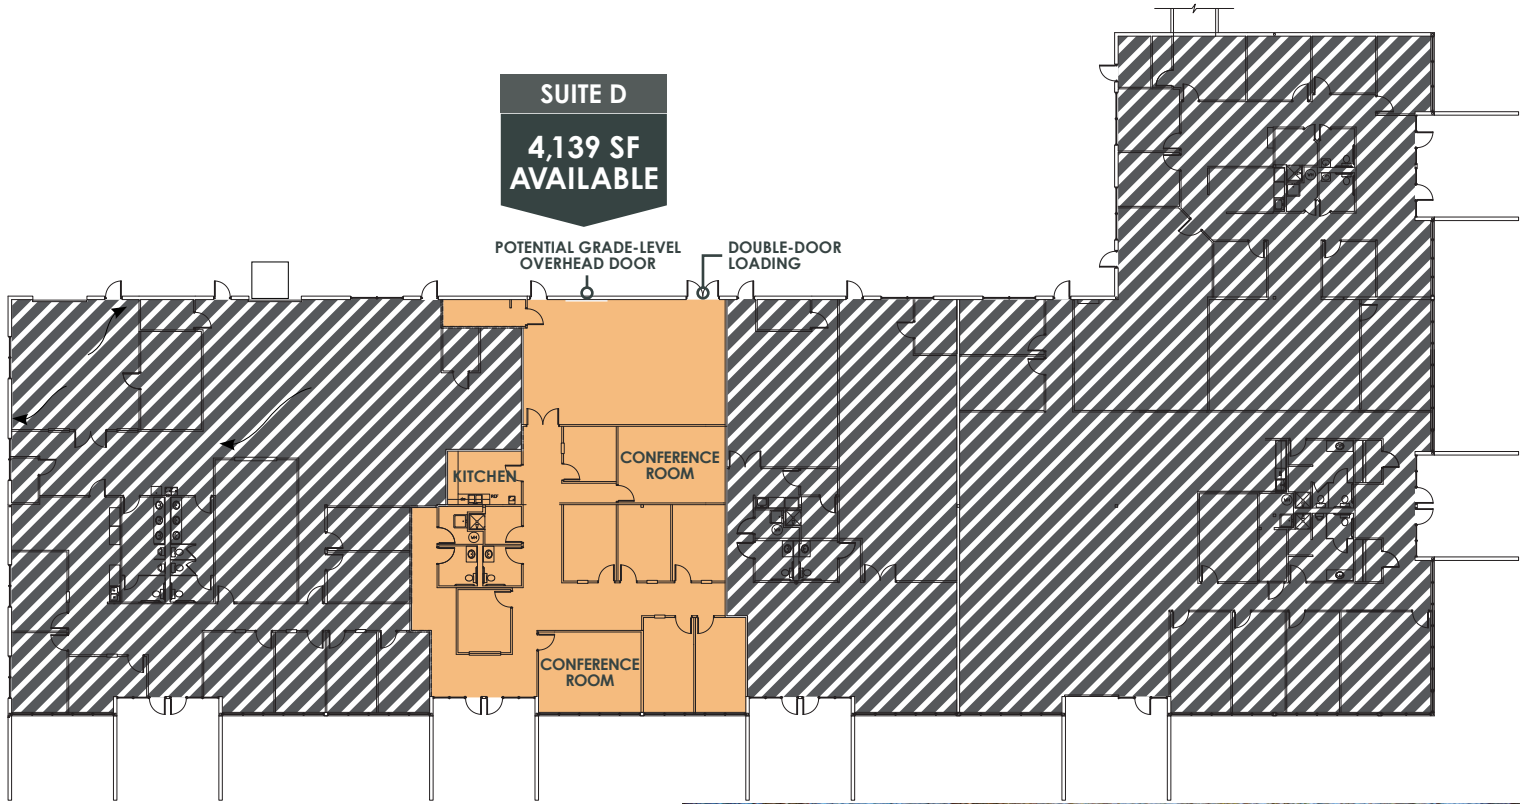 SUITE D
4,139 SF
AVAILABLE
POTENTIAL GRADE-LEVEL
OVERHEAD DOOR
DOUBLE-DOOR
LOADING
CONFERENCE
ROOM
KITCHEN
CONFERENCE
ROOM